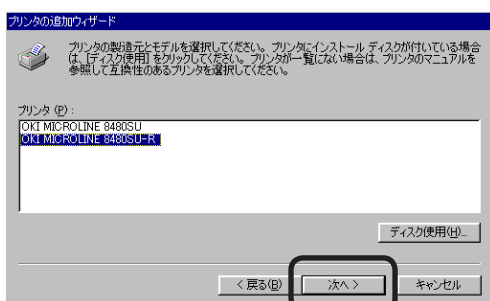 プリンタの追加ウィザード
プリンタの製造元とモデルを選択してください。プリンタにインストール ディスクが付いている場合
は、[ディスク使用] をクリックしてください。プリンタが一覧にない場合は、プリンタのマニュアルを
参照して互換性のあるプリンタを選択してください。
プリンタ (P) :
OKI MICROLINE 8480SU
OKI MICROLINE 8480SU-R
ディスク使用(H)...
< 戻る(B)
次へ >
キャンセル